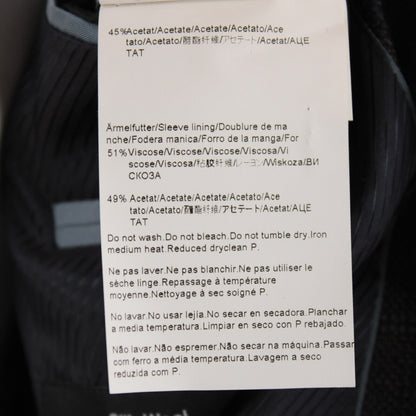 45%Acetat/Acetate/Acetate/Acetato/Ace
tato/Acetato/醋酯纤维/アセテート/Acetat/АЦЕ
ТАТ
Ärmelfutter/Sleeve lining/Doublure de ma
nche/Fodera manica/Forro de la manga/For
51%Viscose/Viscose/Viscose/Viscosa/Vi
scose/Viscosa/粘胶纤维/レーヨン/Wiskoza/ВИ
СКОЗА
49% Acetat/Acetate/Acetate/Acetato/Ace
tato/Acetato/醋酯纤维/アセテート/Acetat/АЦЕ
ТАТ
Do not wash.Do not bleach.Do not tumble dry.Iron
medium heat.Reduced dryclean P.
Ne pas laver.Ne pas blanchir.Ne pas utiliser le
sèche linge.Repassage à température
moyenne.Nettoyage à sec soigné P.
No lavar.No usar lejía.No secar en secadora.Planchar
a media temperatura.Limpiar en seco con P rebajado.
Não lavar.Não espremer.Não secar na máquina.Passar
com ferro a média temperatura.Lavagem a seco
reduzida com P.